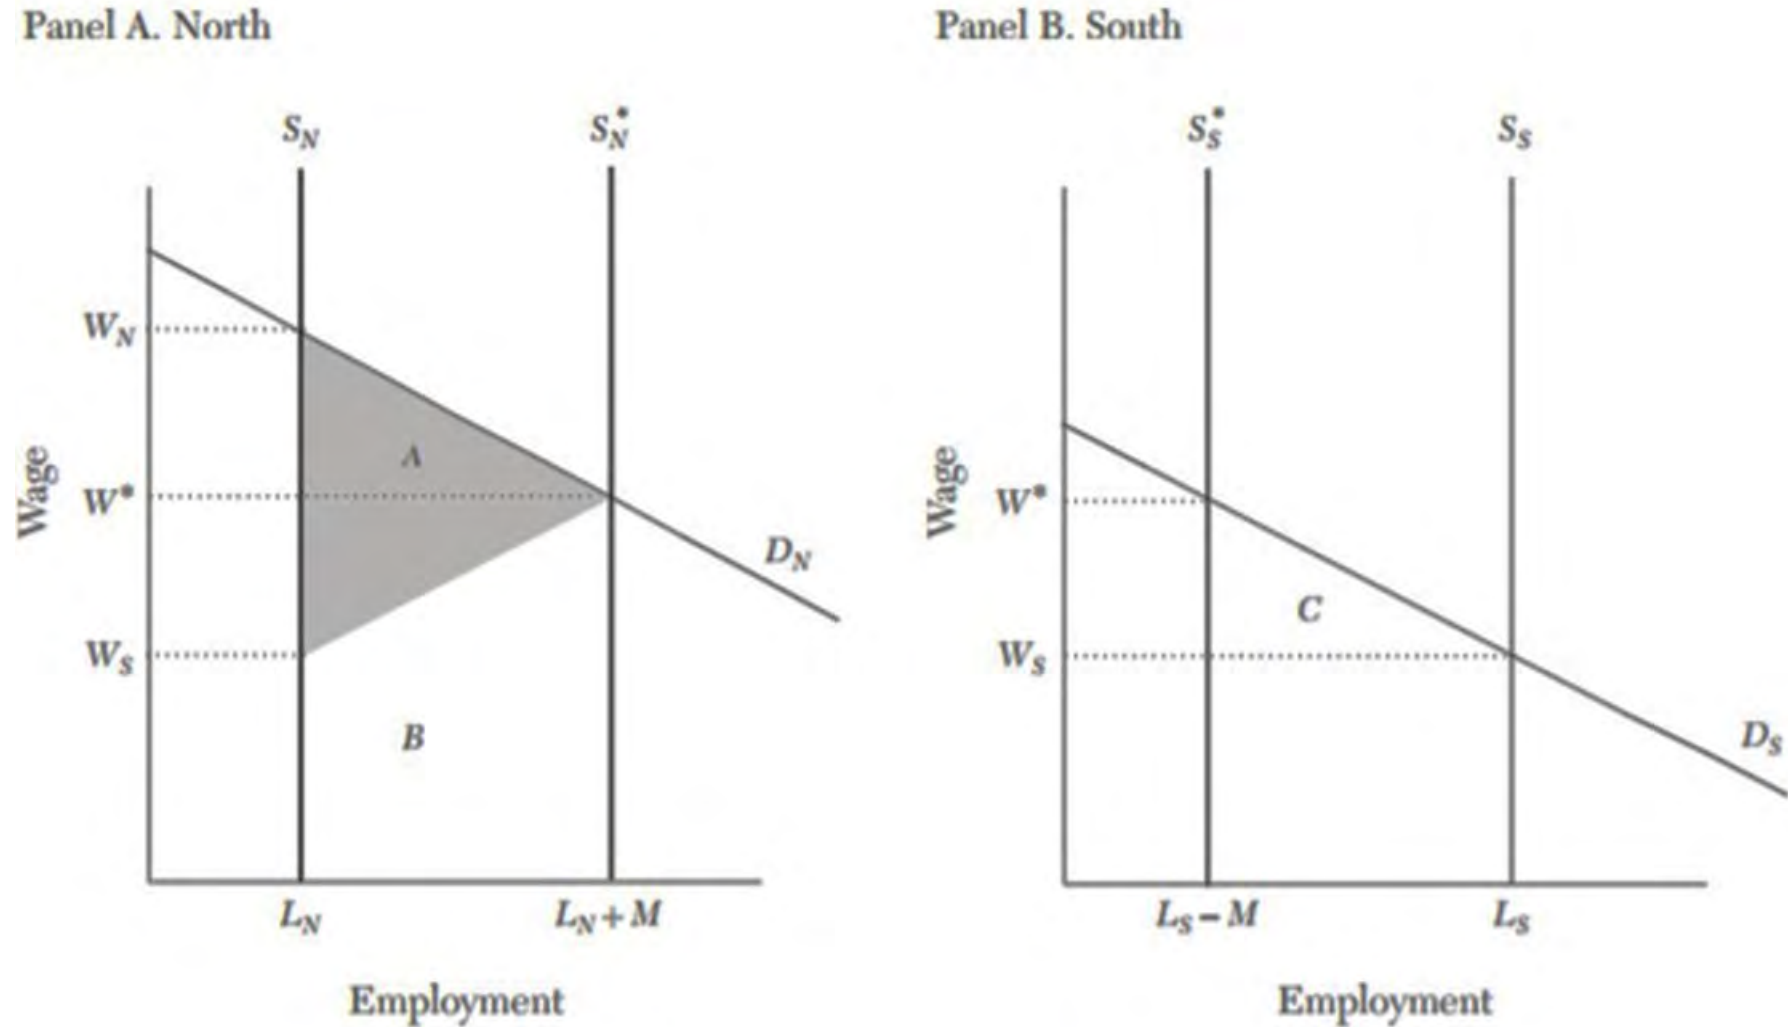 Panel A. North
S_N
S_N^*
W_N
W^*
W_S
Wage
A
B
D_N
L_N
L_N + M
Employment
Panel B. South
S_S^*
S_S
W^*
W_S
Wage
C
D_S
L_S – M
L_S
Employment